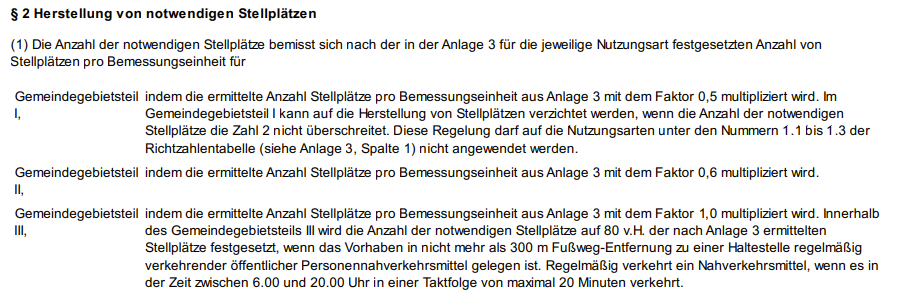 § 2 Herstellung von notwendigen Stellplätzen
(1) Die Anzahl der notwendigen Stellplätze bemisst sich nach der in der Anlage 3 für die jeweilige Nutzungsart festgesetzten Anzahl von
Stellplätzen pro Bemessungseinheit für
Gemeindegebietsteil indem die ermittelte Anzahl Stellplätze pro Bemessungseinheit aus Anlage 3 mit dem Faktor 0,5 multipliziert wird. Im
I, Gemeindegebietsteil I kann auf die Herstellung von Stellplätzen verzichtet werden, wenn die Anzahl der notwendigen
Stellplätze die Zahl 2 nicht überschreitet. Diese Regelung darf auf die Nutzungsarten unter den Nummern 1.1 bis 1.3 der
Richtzahlentabelle (siehe Anlage 3, Spalte 1) nicht angewendet werden.
Gemeindegebietsteil indem die ermittelte Anzahl Stellplätze pro Bemessungseinheit aus Anlage 3 mit dem Faktor 0,6 multipliziert wird.
II,
Gemeindegebietsteil indem die ermittelte Anzahl Stellplätze pro Bemessungseinheit aus Anlage 3 mit dem Faktor 1,0 multipliziert wird. Innerhalb
III, des Gemeindegebietsteils III wird die Anzahl der notwendigen Stellplätze auf 80 v.H. der nach Anlage 3 ermittelten
Stellplätze festgesetzt, wenn das Vorhaben in nicht mehr als 300 m Fußweg-Entfernung zu einer Haltestelle regelmäßig
verkehrender öffentlicher Personennahverkehrsmittel gelegen ist. Regelmäßig verkehrt ein Nahverkehrsmittel, wenn es in
der Zeit zwischen 6.00 und 20.00 Uhr in einer Taktfolge von maximal 20 Minuten verkehrt.